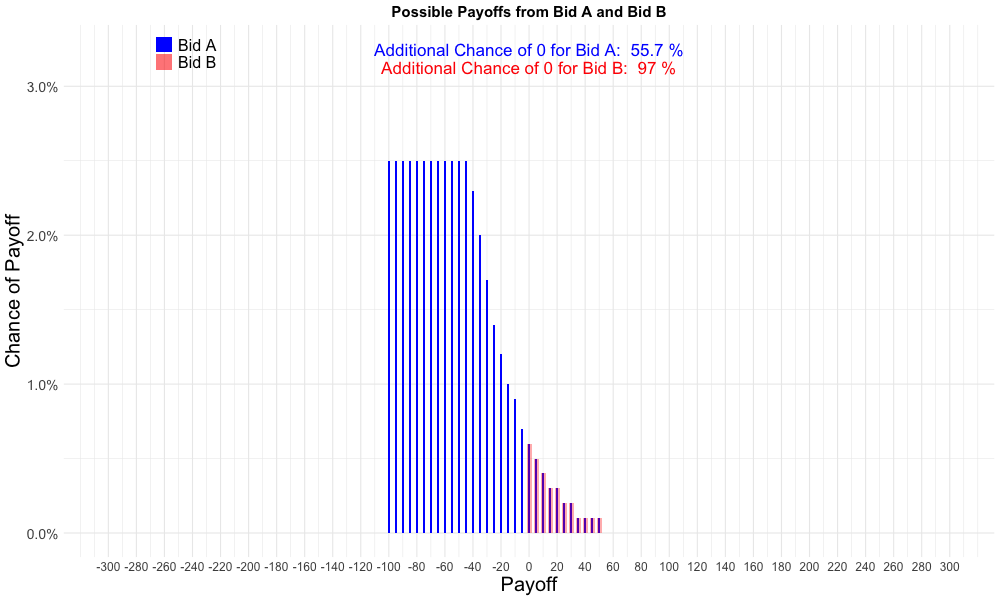 Possible Payoffs from Bid A and Bid B
Bid A
Bid B
Additional Chance of 0 for Bid A:  55.7 %
Additional Chance of 0 for Bid B:  97 %
Chance of Payoff
3.0%
2.0%
1.0%
0.0%
-300 -280 -260 -240 -220 -200 -180 -160 -140 -120 -100 -80 -60 -40 -20 0 20 40 60 80 100 120 140 160 180 200 220 240 260 280 300
Payoff